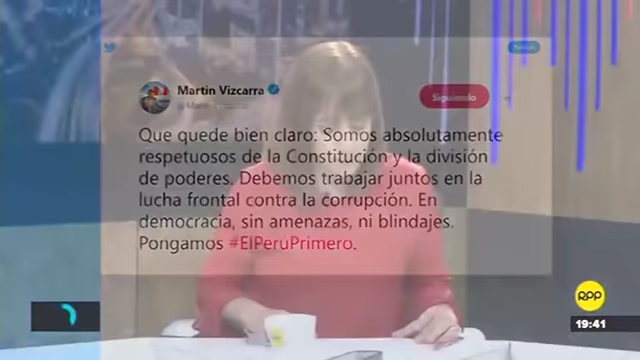 Martín Vizcarra
Siguiendo
Que quede bien claro: Somos absolutamente
respetuosos de la Constitución y la división
de poderes. Debemos trabajar juntos en la
lucha frontal contra la corrupción. En
democracia, sin amenazas, ni blindajes.
Pongamos #ElPerúPrimero.
RPP
19:41